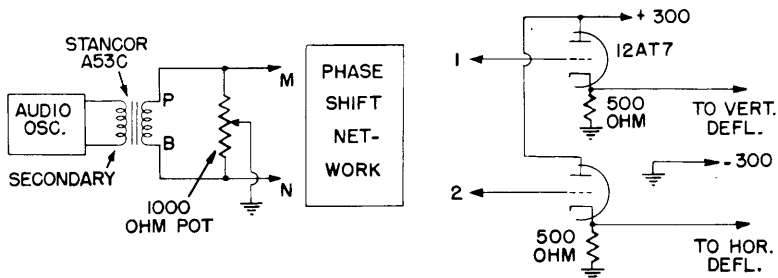 STANCOR
A53C
AUDIO
OSC.
SECONDARY
P
B
1000
OHM POT
M
N
PHASE
SHIFT
NET-
WORK
+ 300
12AT7
1
500
OHM
TO VERT.
DEFL.
- 300
2
500
OHM
TO HOR.
DEFL.